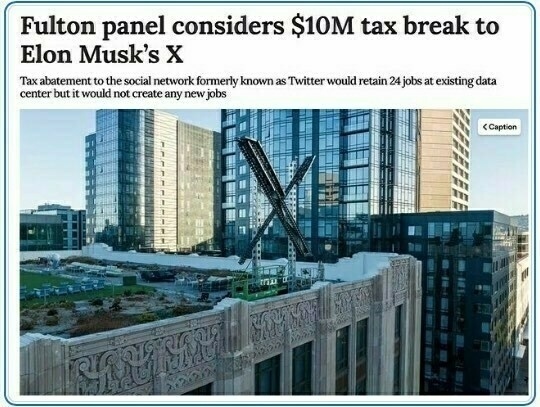 Fulton panel considers $10M tax break to
Elon Musk’s X
Tax abatement to the social network formerly known as Twitter would retain 24 jobs at existing data
center but it would not create any new jobs
X
< Caption